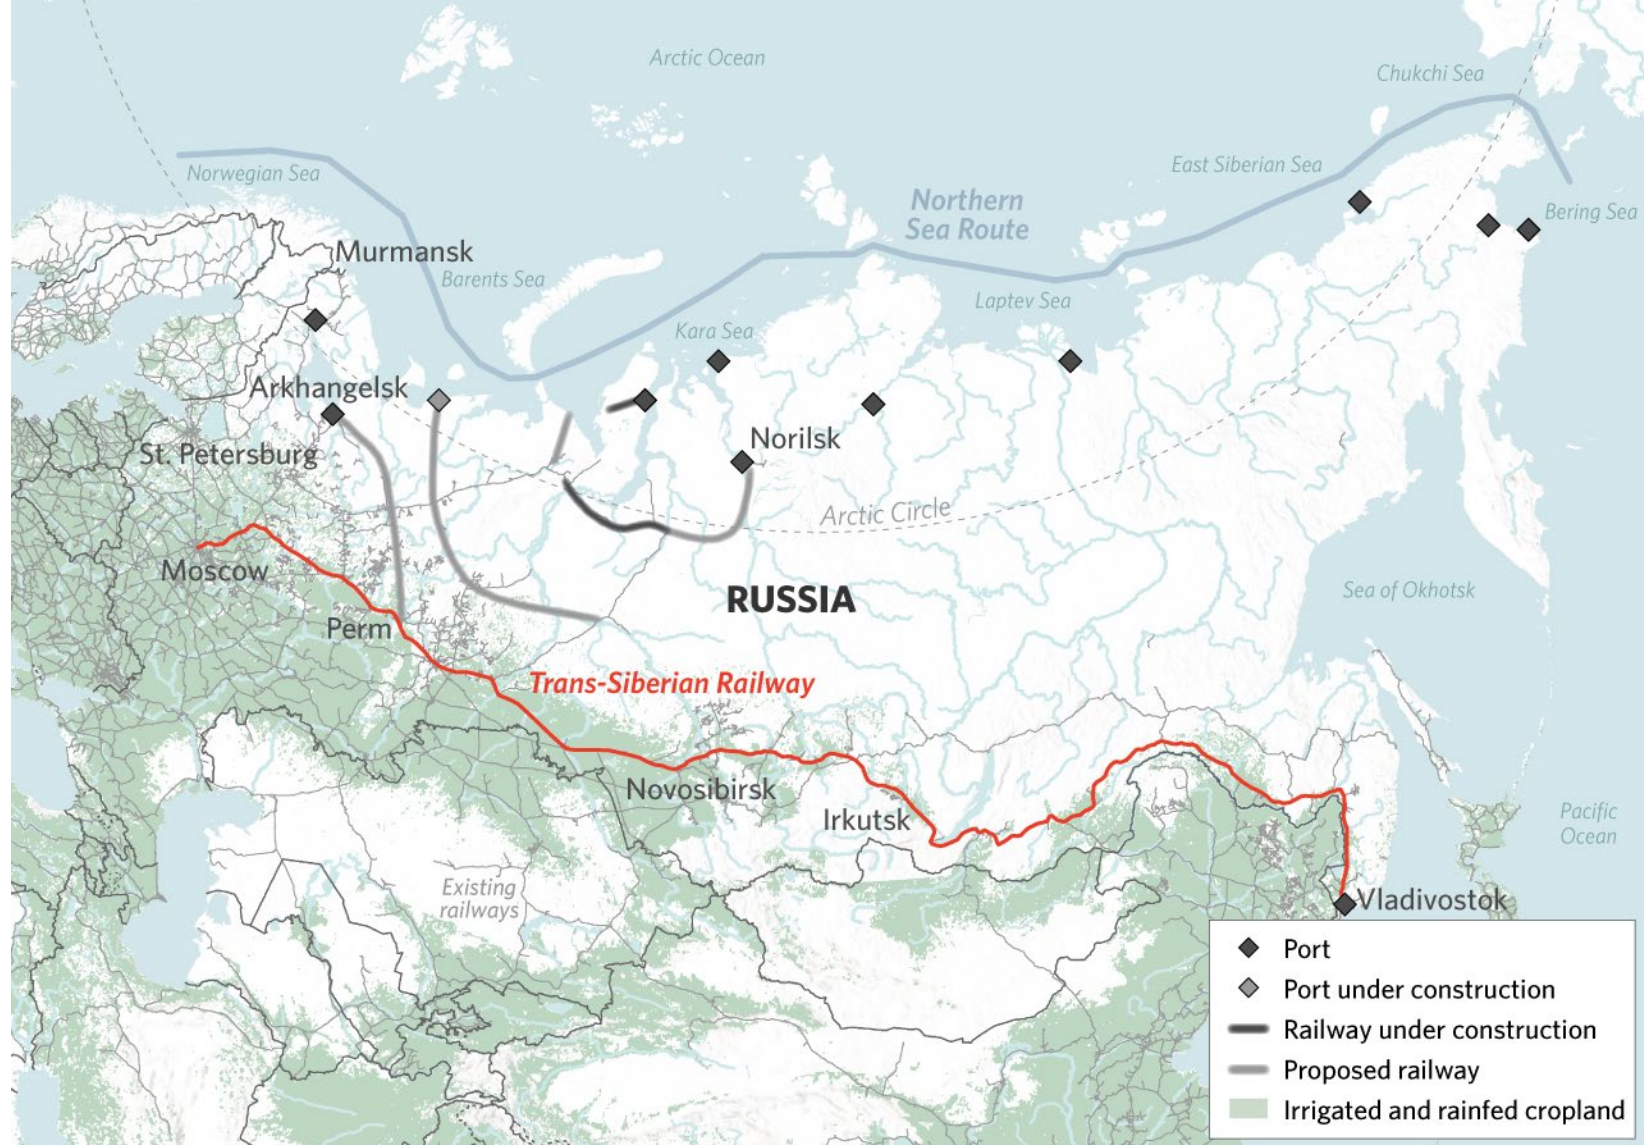 Arctic Ocean
Chukchi Sea
Norwegian Sea
East Siberian Sea
Northern
Sea Route
Bering Sea
Murmansk
Barents Sea
Laptev Sea
Kara Sea
Arkhangelsk
Norilsk
St. Petersburg
Arctic Circle
Moscow
RUSSIA
Sea of Okhotsk
Perm
Trans-Siberian Railway
Novosibirsk
Irkutsk
Pacific
Ocean
Existing
railways
Vladivostok
Port
Port under construction
Railway under construction
Proposed railway
Irrigated and rainfed cropland